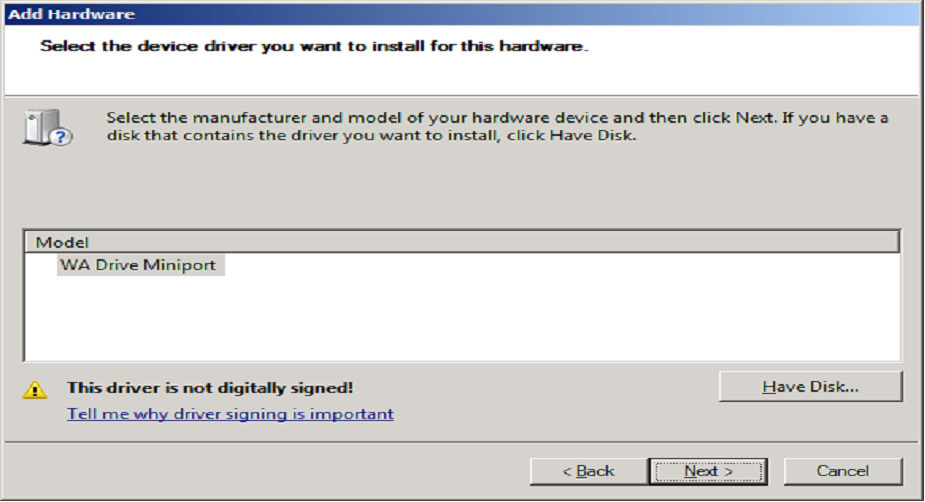 Add Hardware
Select the device driver you want to install for this hardware.
Select the manufacturer and model of your hardware device and then click Next. If you have a
disk that contains the driver you want to install, click Have Disk.
Model
WA Drive Miniport
This driver is not digitally signed!
Have Disk...
Tell me why driver signing is important
< Back
Next >
Cancel